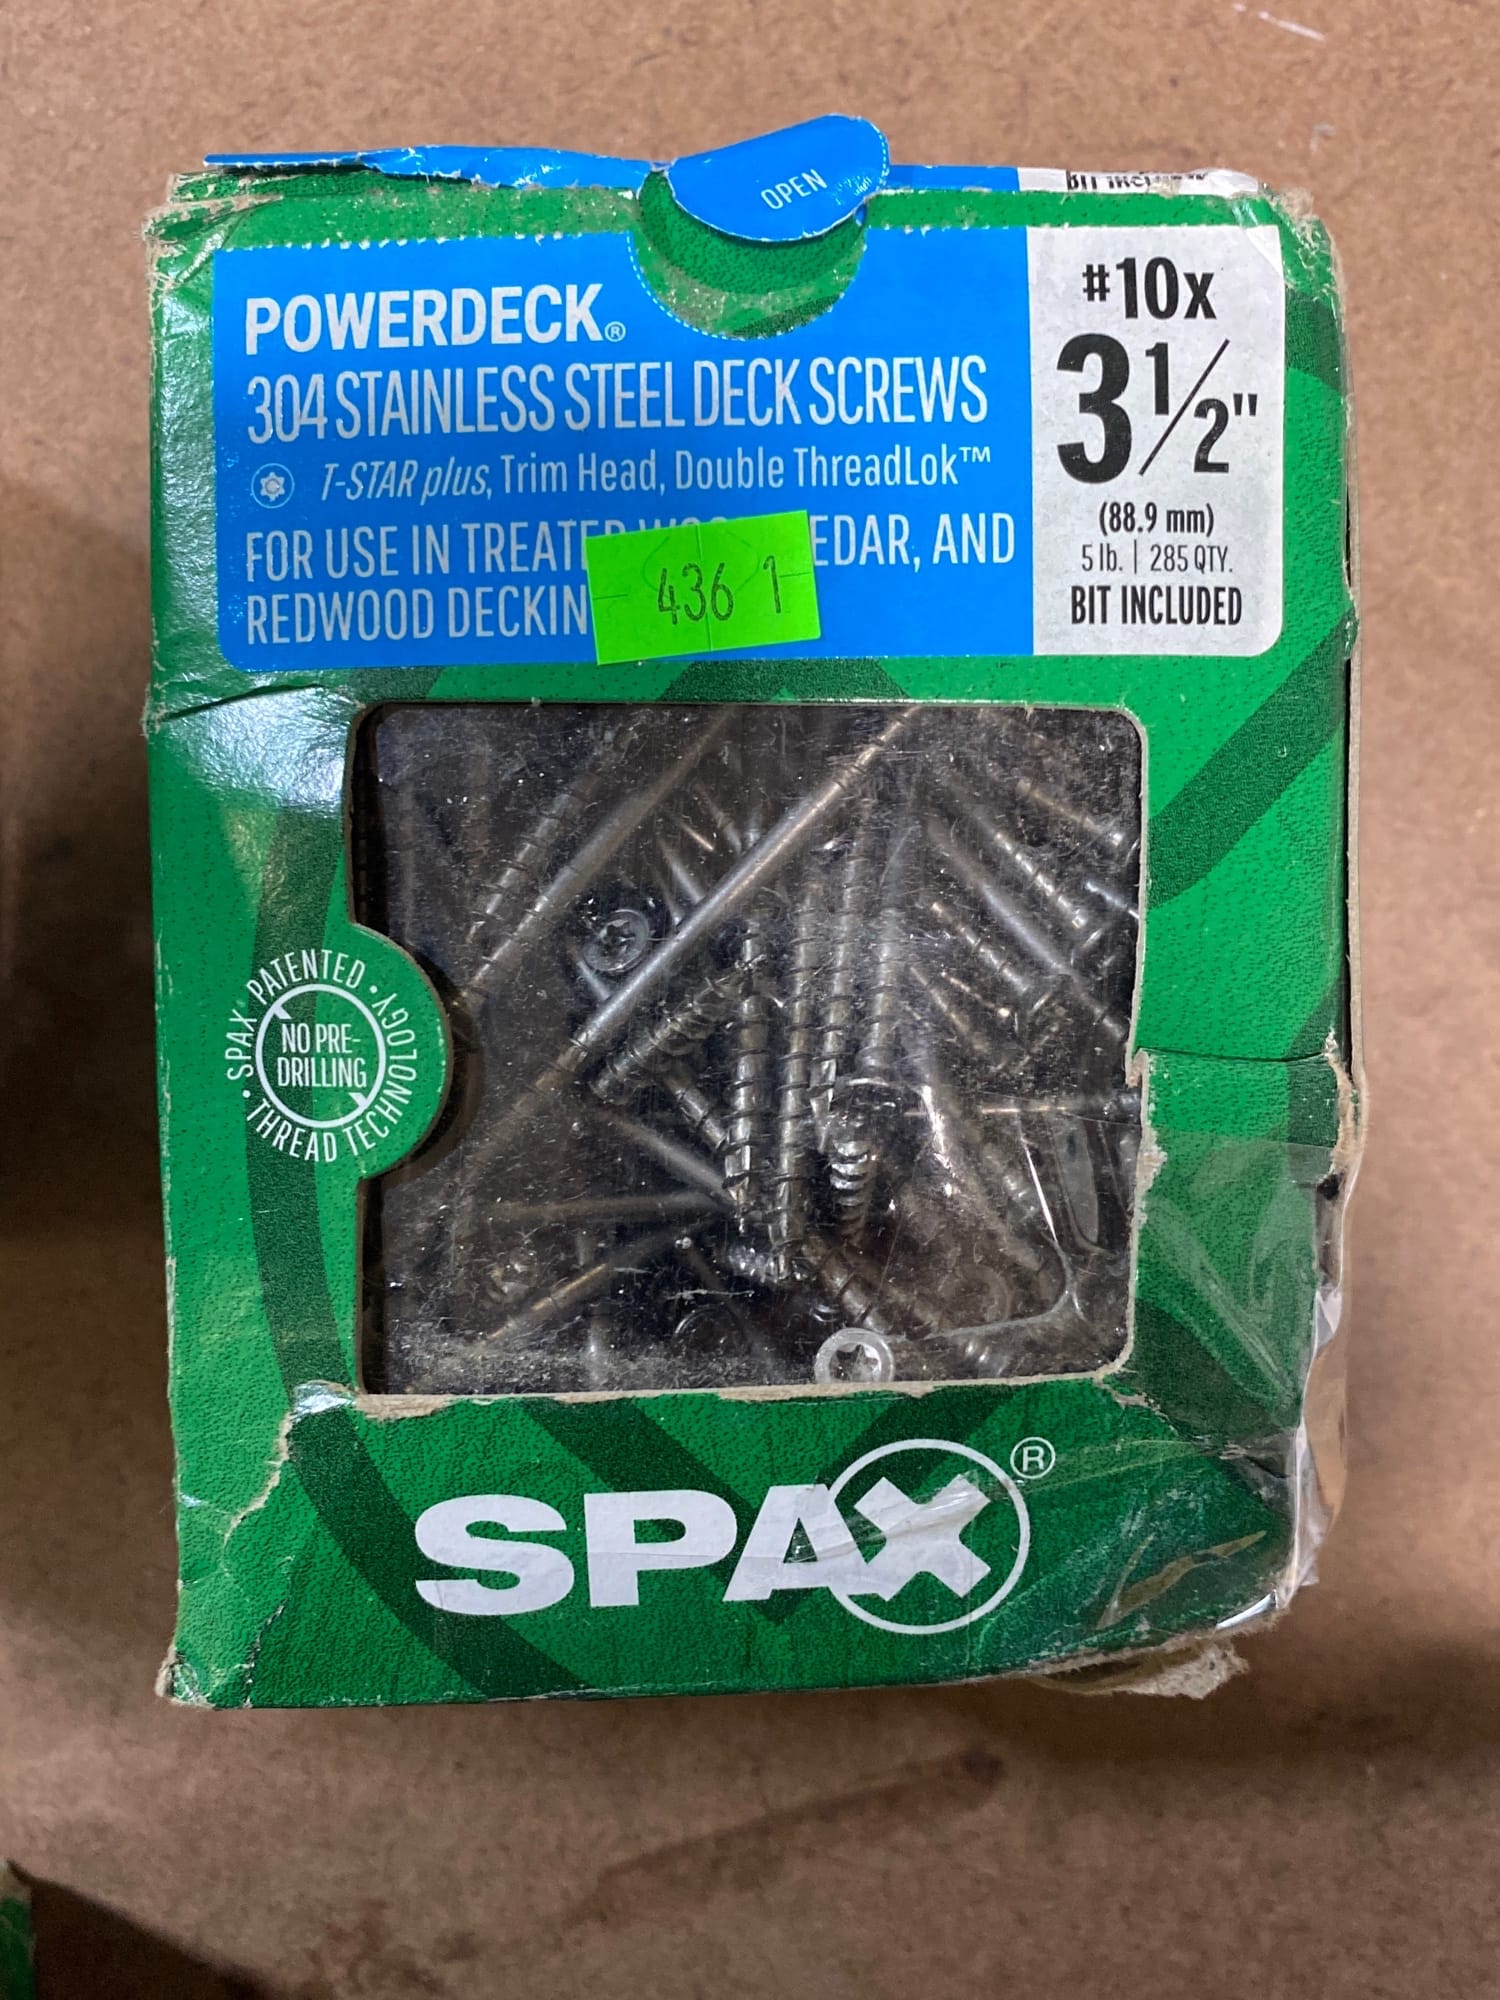 OPEN
BIT
POWERDECK®
304 STAINLESS STEEL DECK SCREWS
T-STAR plus, Trim Head, Double ThreadLok™
FOR USE IN TREATED EDAR, AND
REDWOOD DECKIN
436 1
#10x
3 1/2"
(88.9 mm)
5 lb. | 285 QTY.
BIT INCLUDED
SPAX PATENTED • THREAD TECHNOLOGY •
NO PRE-
DRILLING
SPAX®